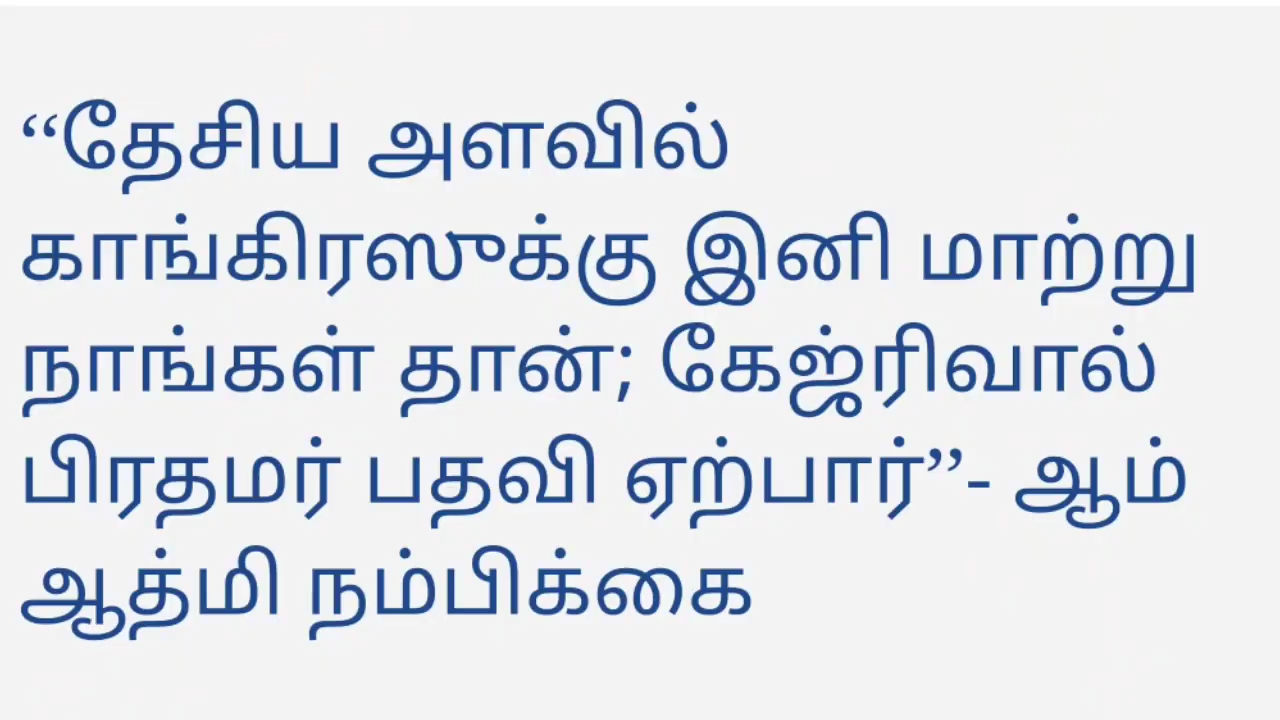 “தேசிய அளவில்
காங்கிரஸுக்கு இனி மாற்று
நாங்கள் தான்; கேஜ்ரிவால்
பிரதமர் பதவி ஏற்பார்”- ஆம்
ஆத்மி நம்பிக்கை